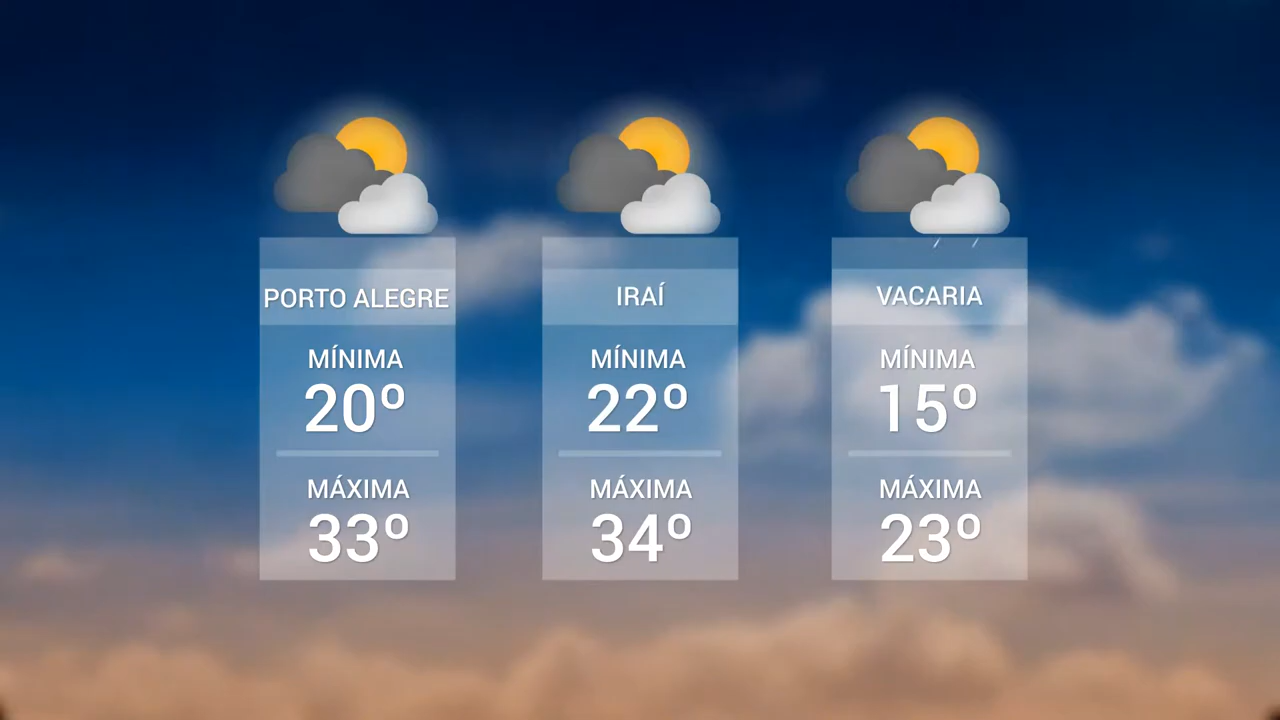 PORTO ALEGRE
MÍNIMA
20º
MÁXIMA
33º
IRAÍ
MÍNIMA
22º
MÁXIMA
34º
VACARIA
MÍNIMA
15º
MÁXIMA
23º